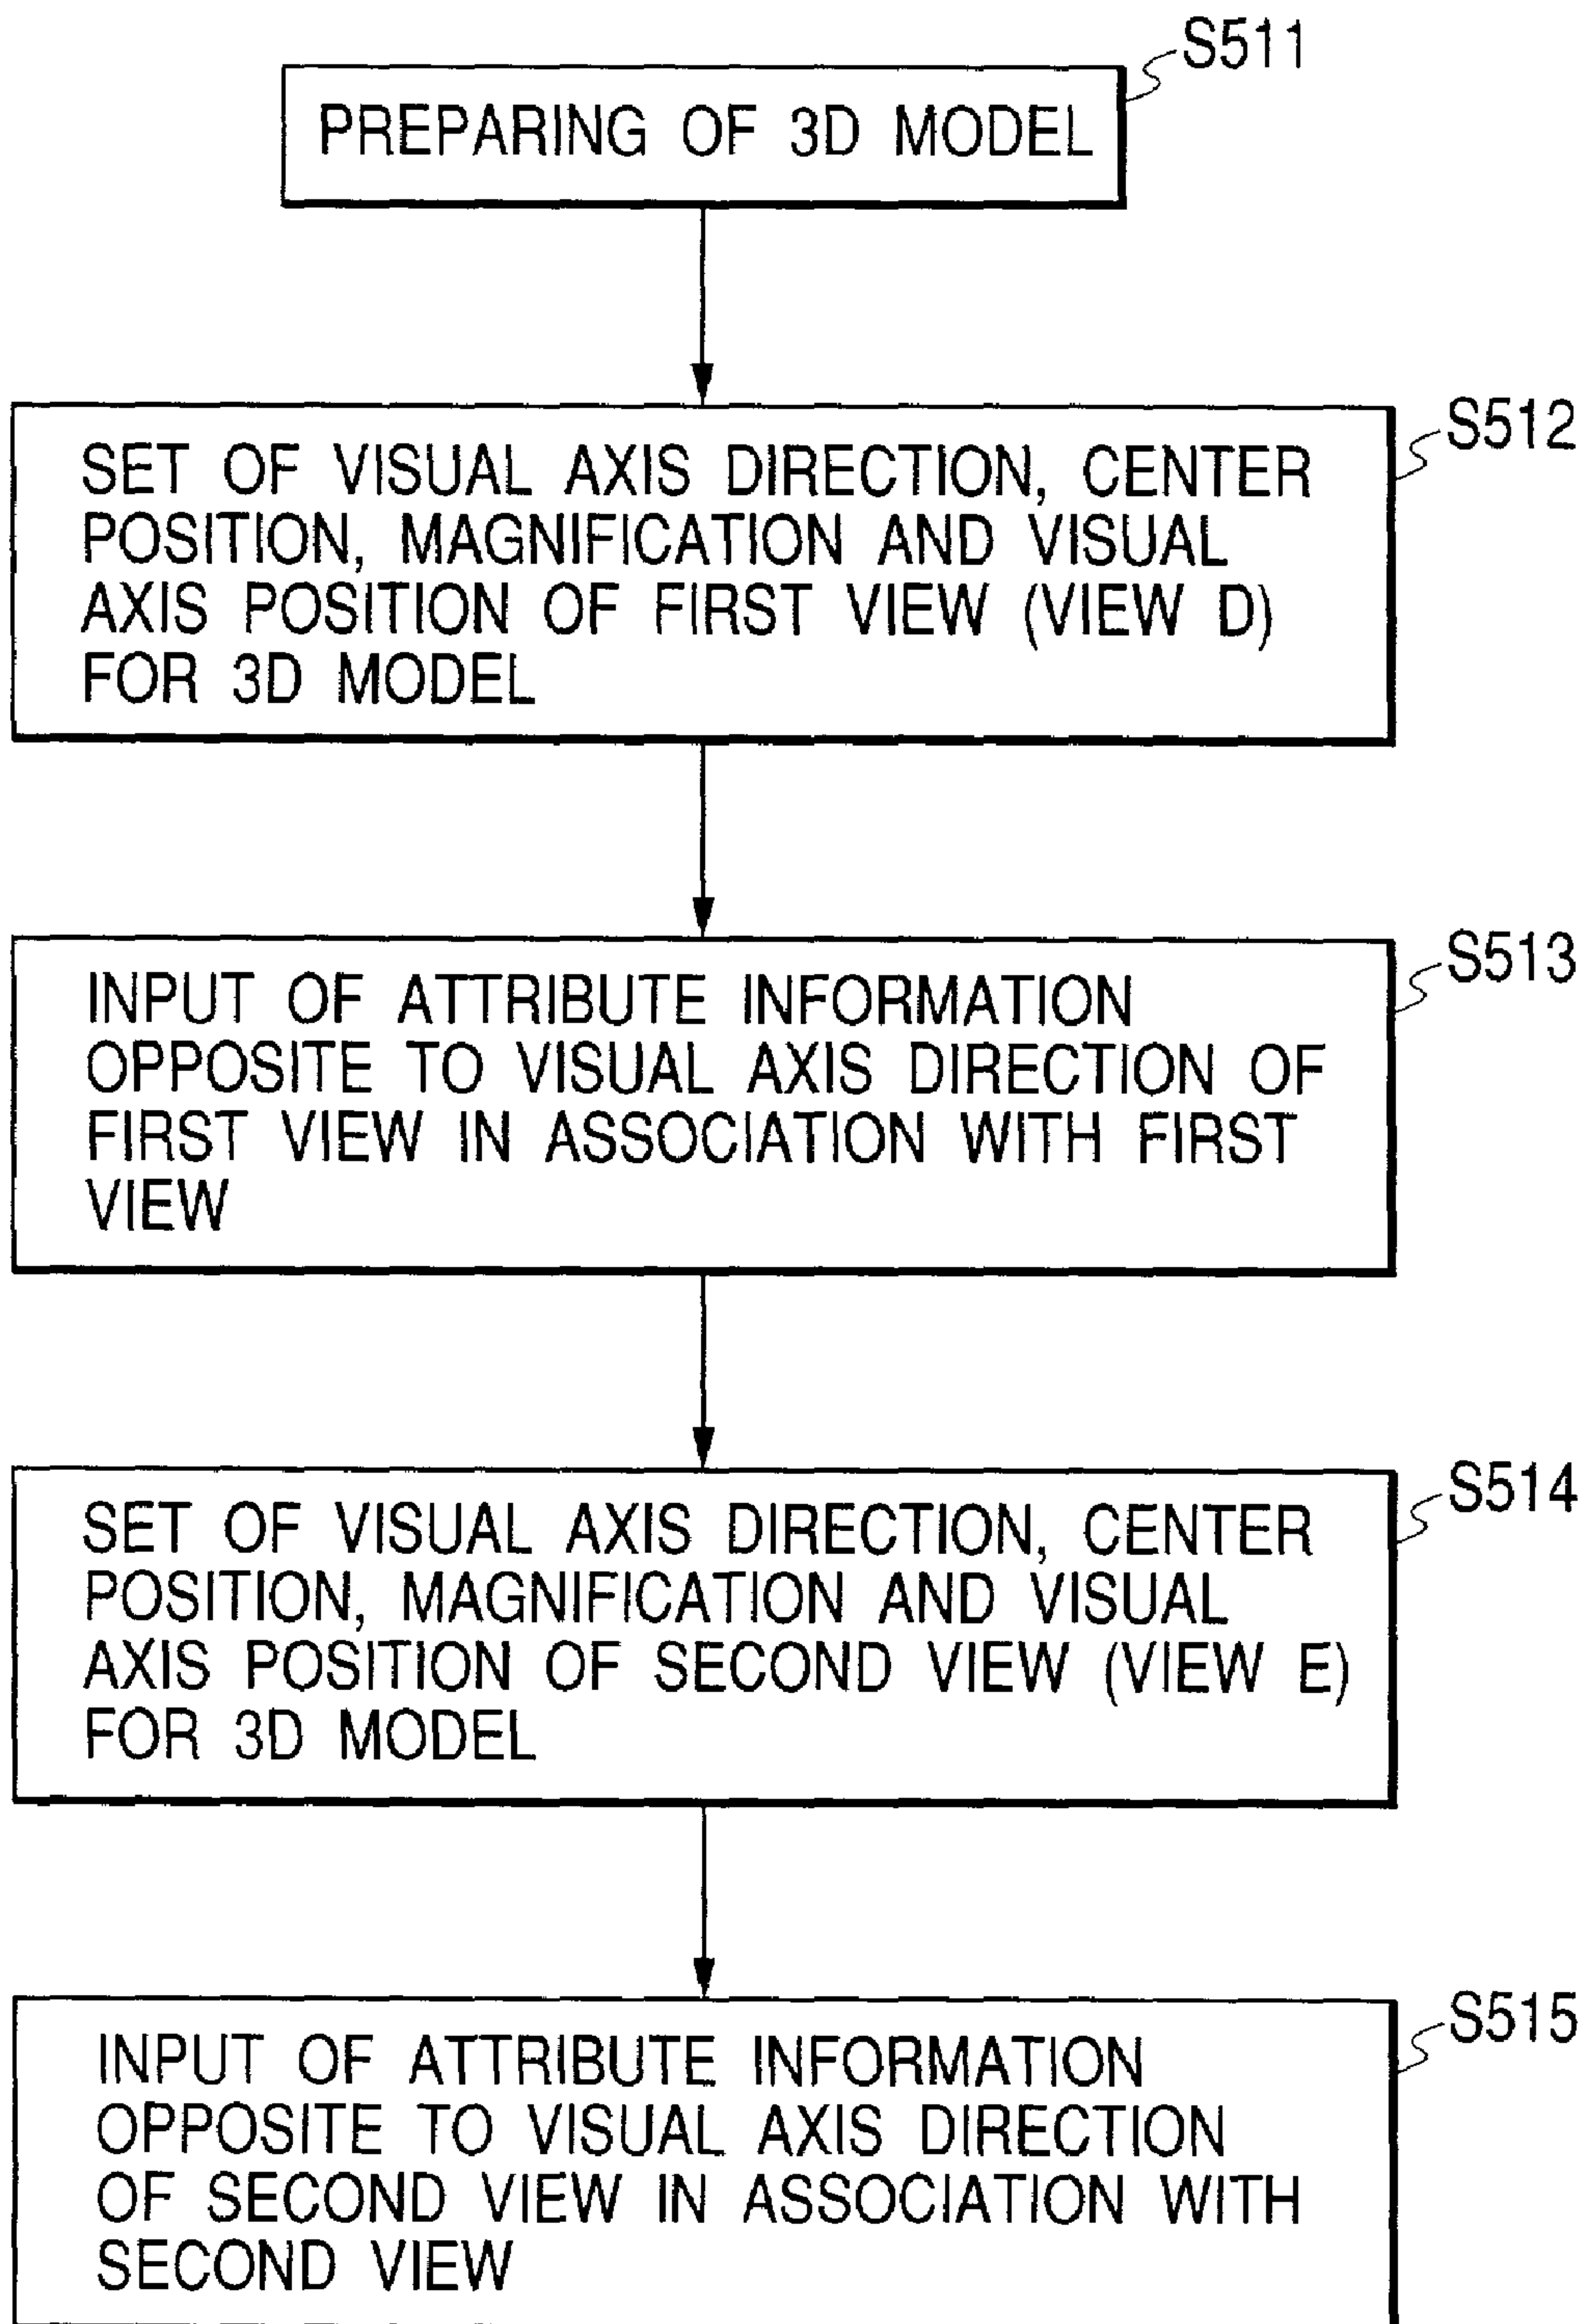 S511
PREPARING OF 3D MODEL
S512
SET OF VISUAL AXIS DIRECTION, CENTER
POSITION, MAGNIFICATION AND VISUAL
AXIS POSITION OF FIRST VIEW (VIEW D)
FOR 3D MODEL
S513
INPUT OF ATTRIBUTE INFORMATION
OPPOSITE TO VISUAL AXIS DIRECTION OF
FIRST VIEW IN ASSOCIATION WITH FIRST
VIEW
S514
SET OF VISUAL AXIS DIRECTION, CENTER
POSITION, MAGNIFICATION AND VISUAL
AXIS POSITION OF SECOND VIEW (VIEW E)
FOR 3D MODEL
S515
INPUT OF ATTRIBUTE INFORMATION
OPPOSITE TO VISUAL AXIS DIRECTION
OF SECOND VIEW IN ASSOCIATION WITH
SECOND VIEW